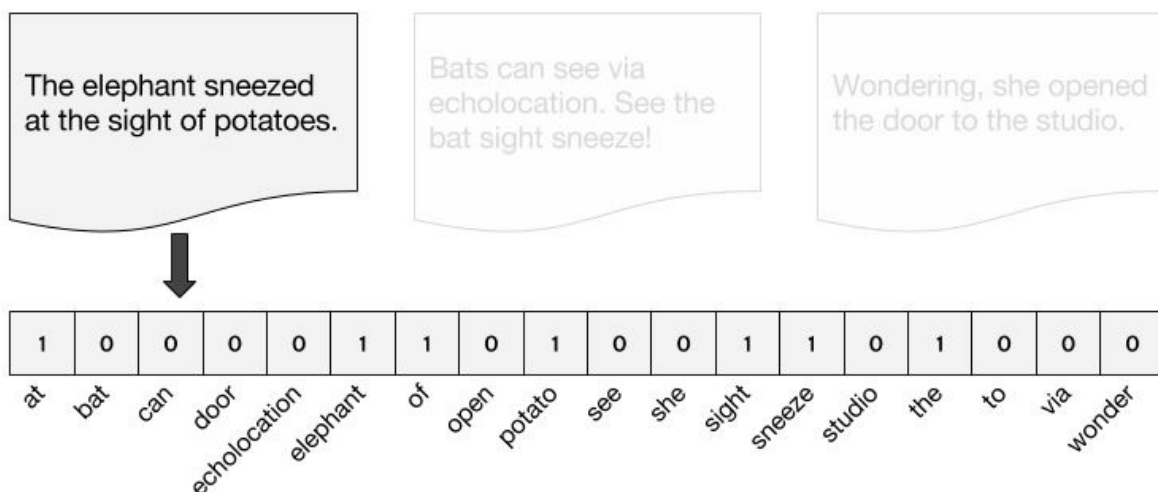 The elephant sneezed
at the sight of potatoes.
Bats can see via
echolocation. See the
bat sight sneeze!
Wondering, she opened
the door to the studio.
1 0 0 0 0 1 1 0 1 0 0 1 1 0 1 0 0 0
at bat can door echolocation elephant of open potato see she sight sneeze studio the to via wonder